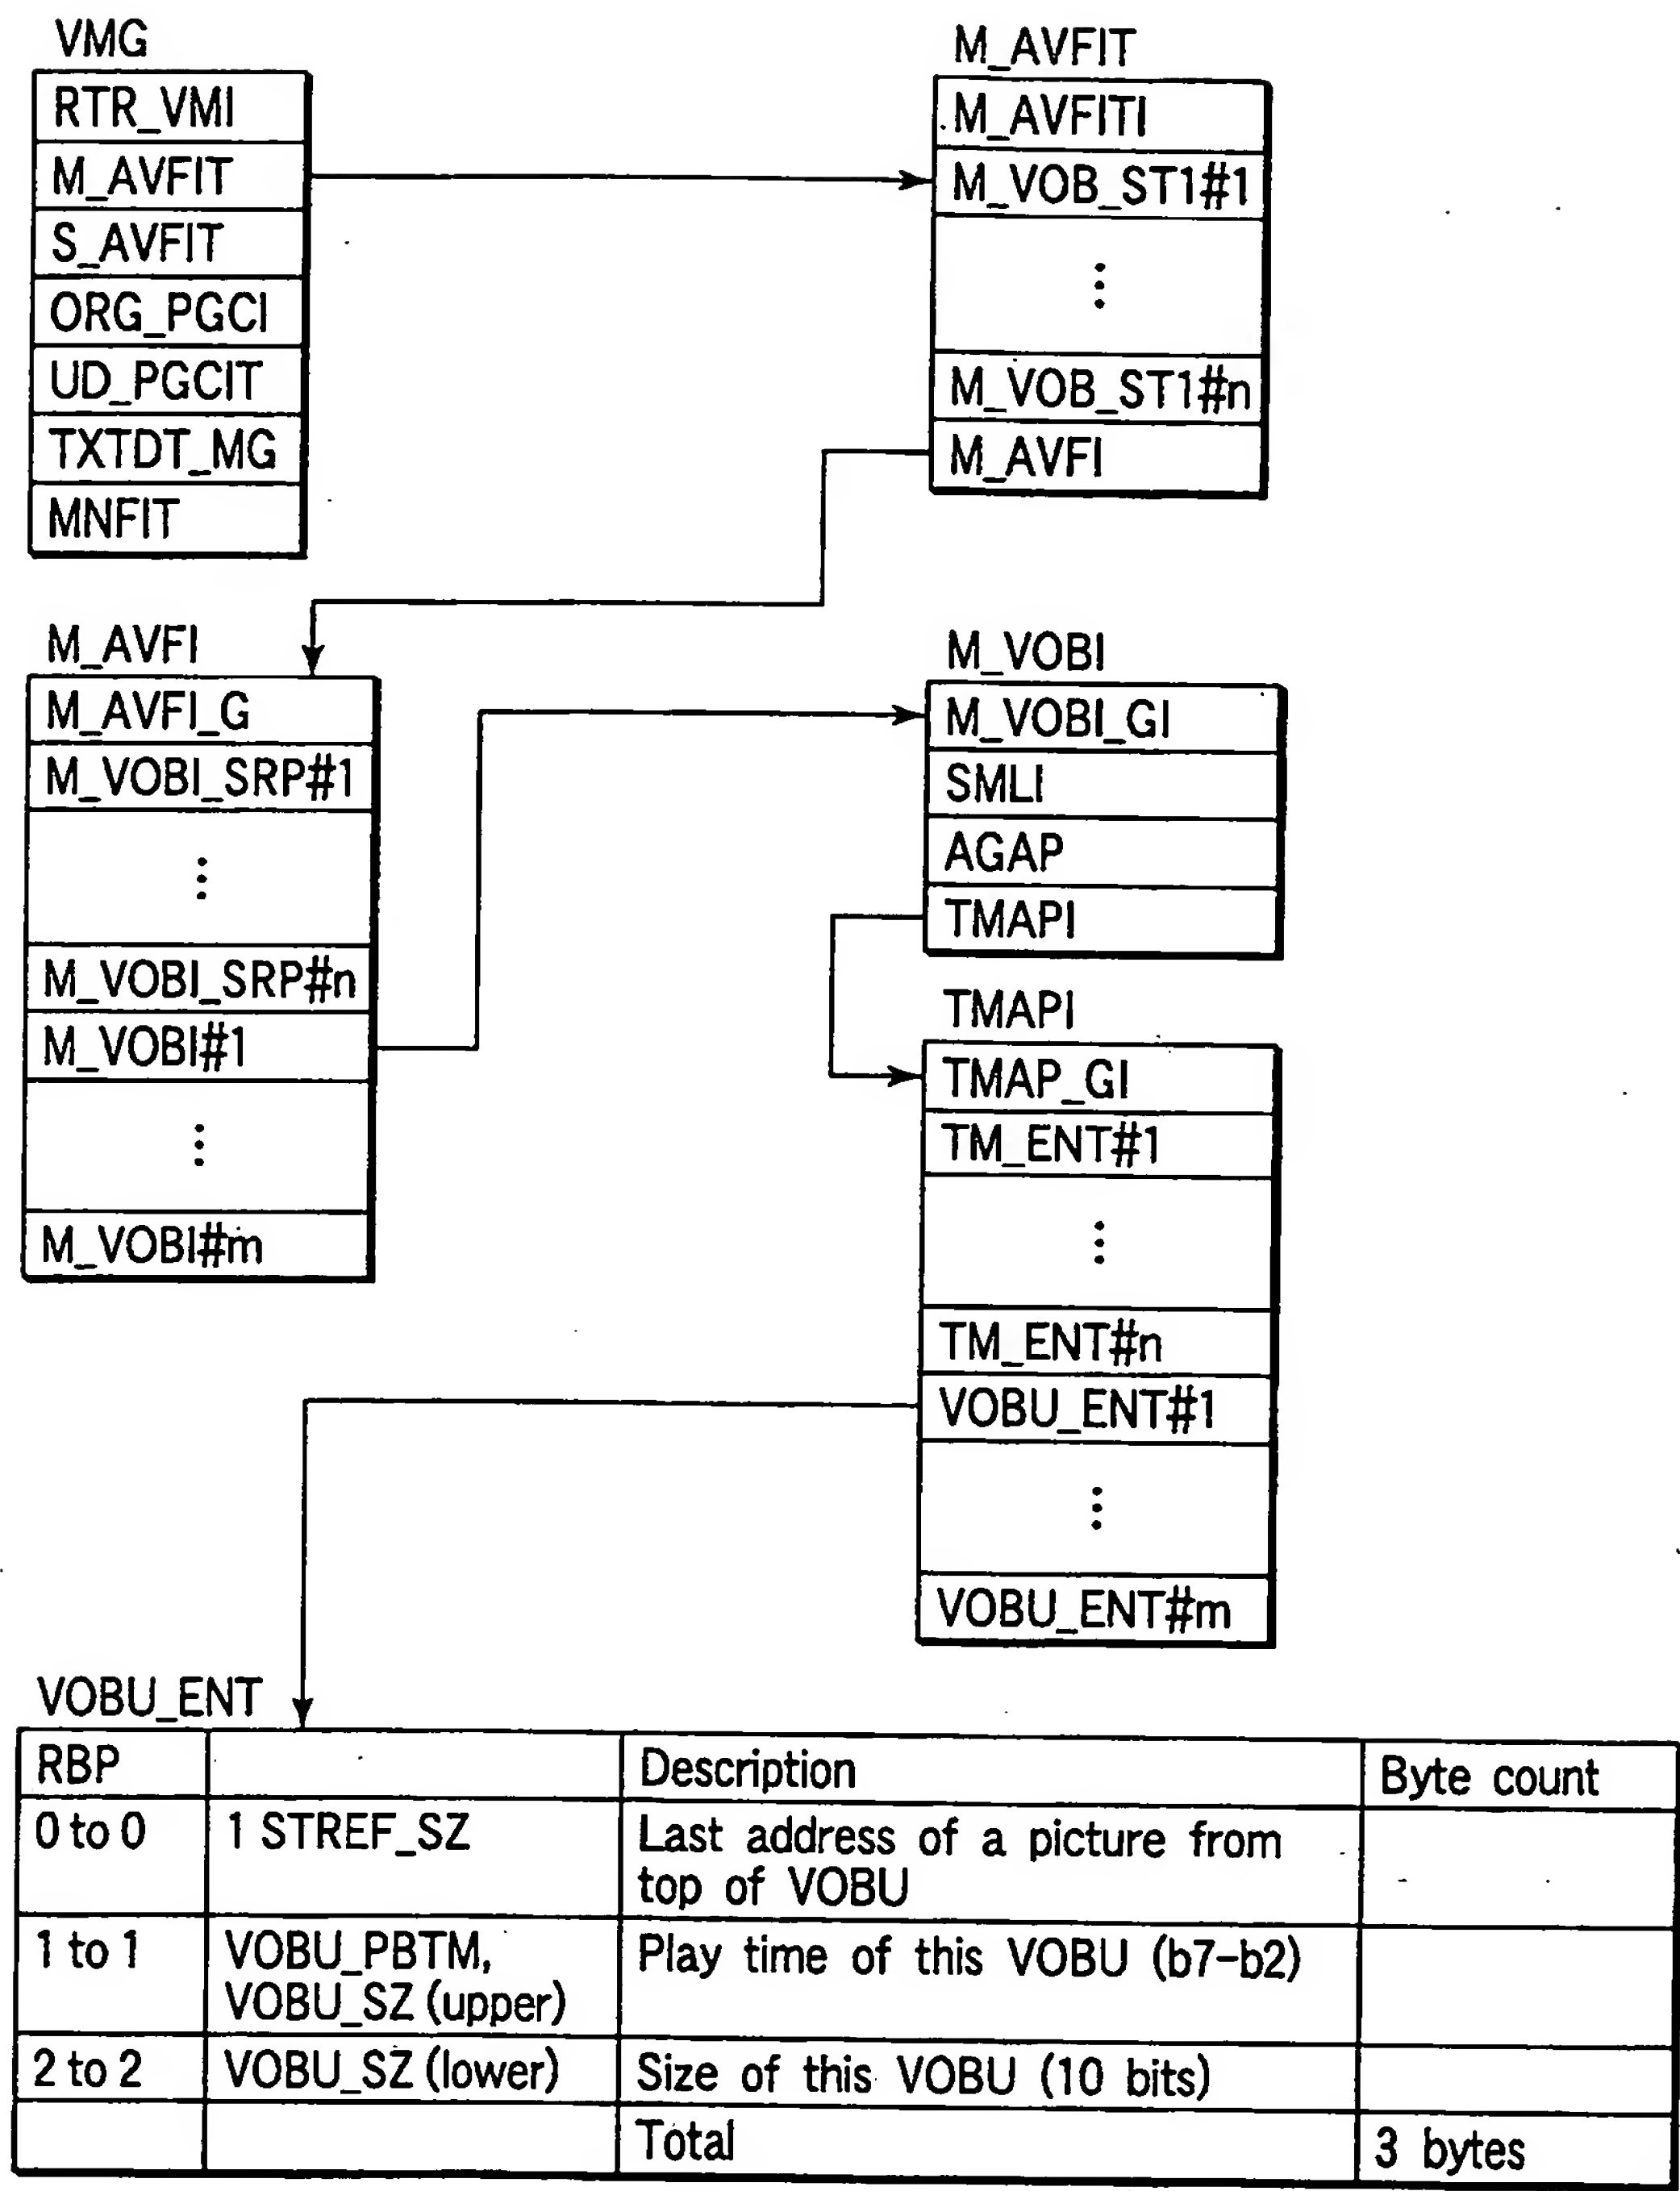 VMG
RTR_VMI
M_AVFIT
S_AVFIT
ORG_PGCI
UD_PGCIT
TXTDT_MG
MNFIT
M_AVFIT
M_AVFITI
M_VOB_ST1#1
⋮
M_VOB_ST1#n
M_AVFI
M_AVFI
M_AVFI_G
M_VOBI_SRP#1
⋮
M_VOBI_SRP#n
M_VOBI#1
⋮
M_VOBI#m
M_VOBI
M_VOBI_GI
SMLI
AGAP
TMAPI
TMAPI
TMAP_GI
TM_ENT#1
⋮
TM_ENT#n
VOBU_ENT#1
⋮
VOBU_ENT#m
VOBU_ENT
RBP Description Byte count
0 to 0 1 STREF_SZ Last address of a picture from
top of VOBU
1 to 1 VOBU_PBTM, Play time of this VOBU (b7-b2)
VOBU_SZ (upper)
2 to 2 VOBU_SZ (lower) Size of this VOBU (10 bits)
Total 3 bytes